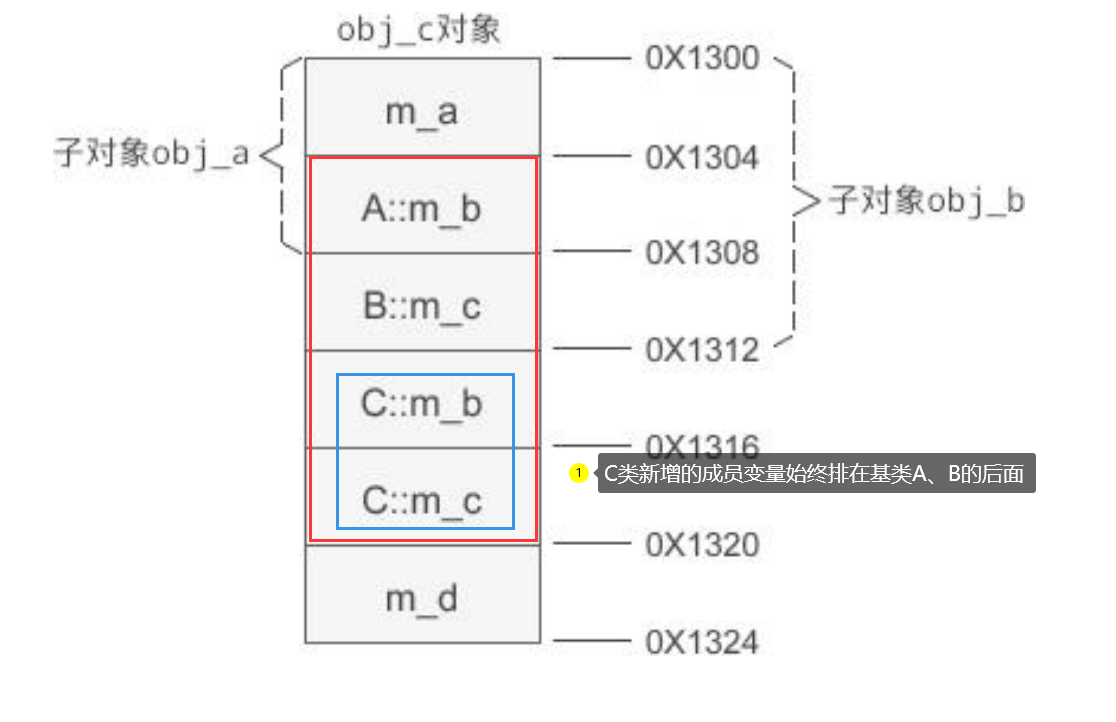 obj_c对象
0X1300
m_a
子对象obj_a
0X1304
子对象obj_b
A::m_b
0X1308
B::m_c
0X1312
C::m_b
0X1316
1 C类新增的成员变量始终排在基类A、B的后面
C::m_c
0X1320
m_d
0X1324